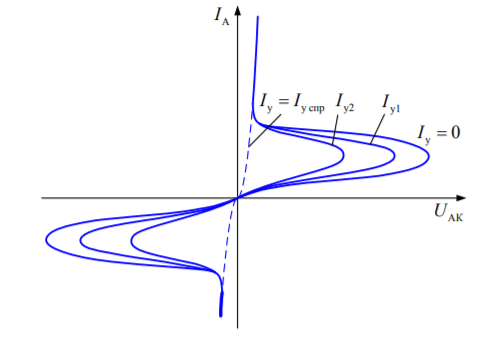 I_А
I_у = I_у спр I_у2 I_у1
I_у = 0
U_АК